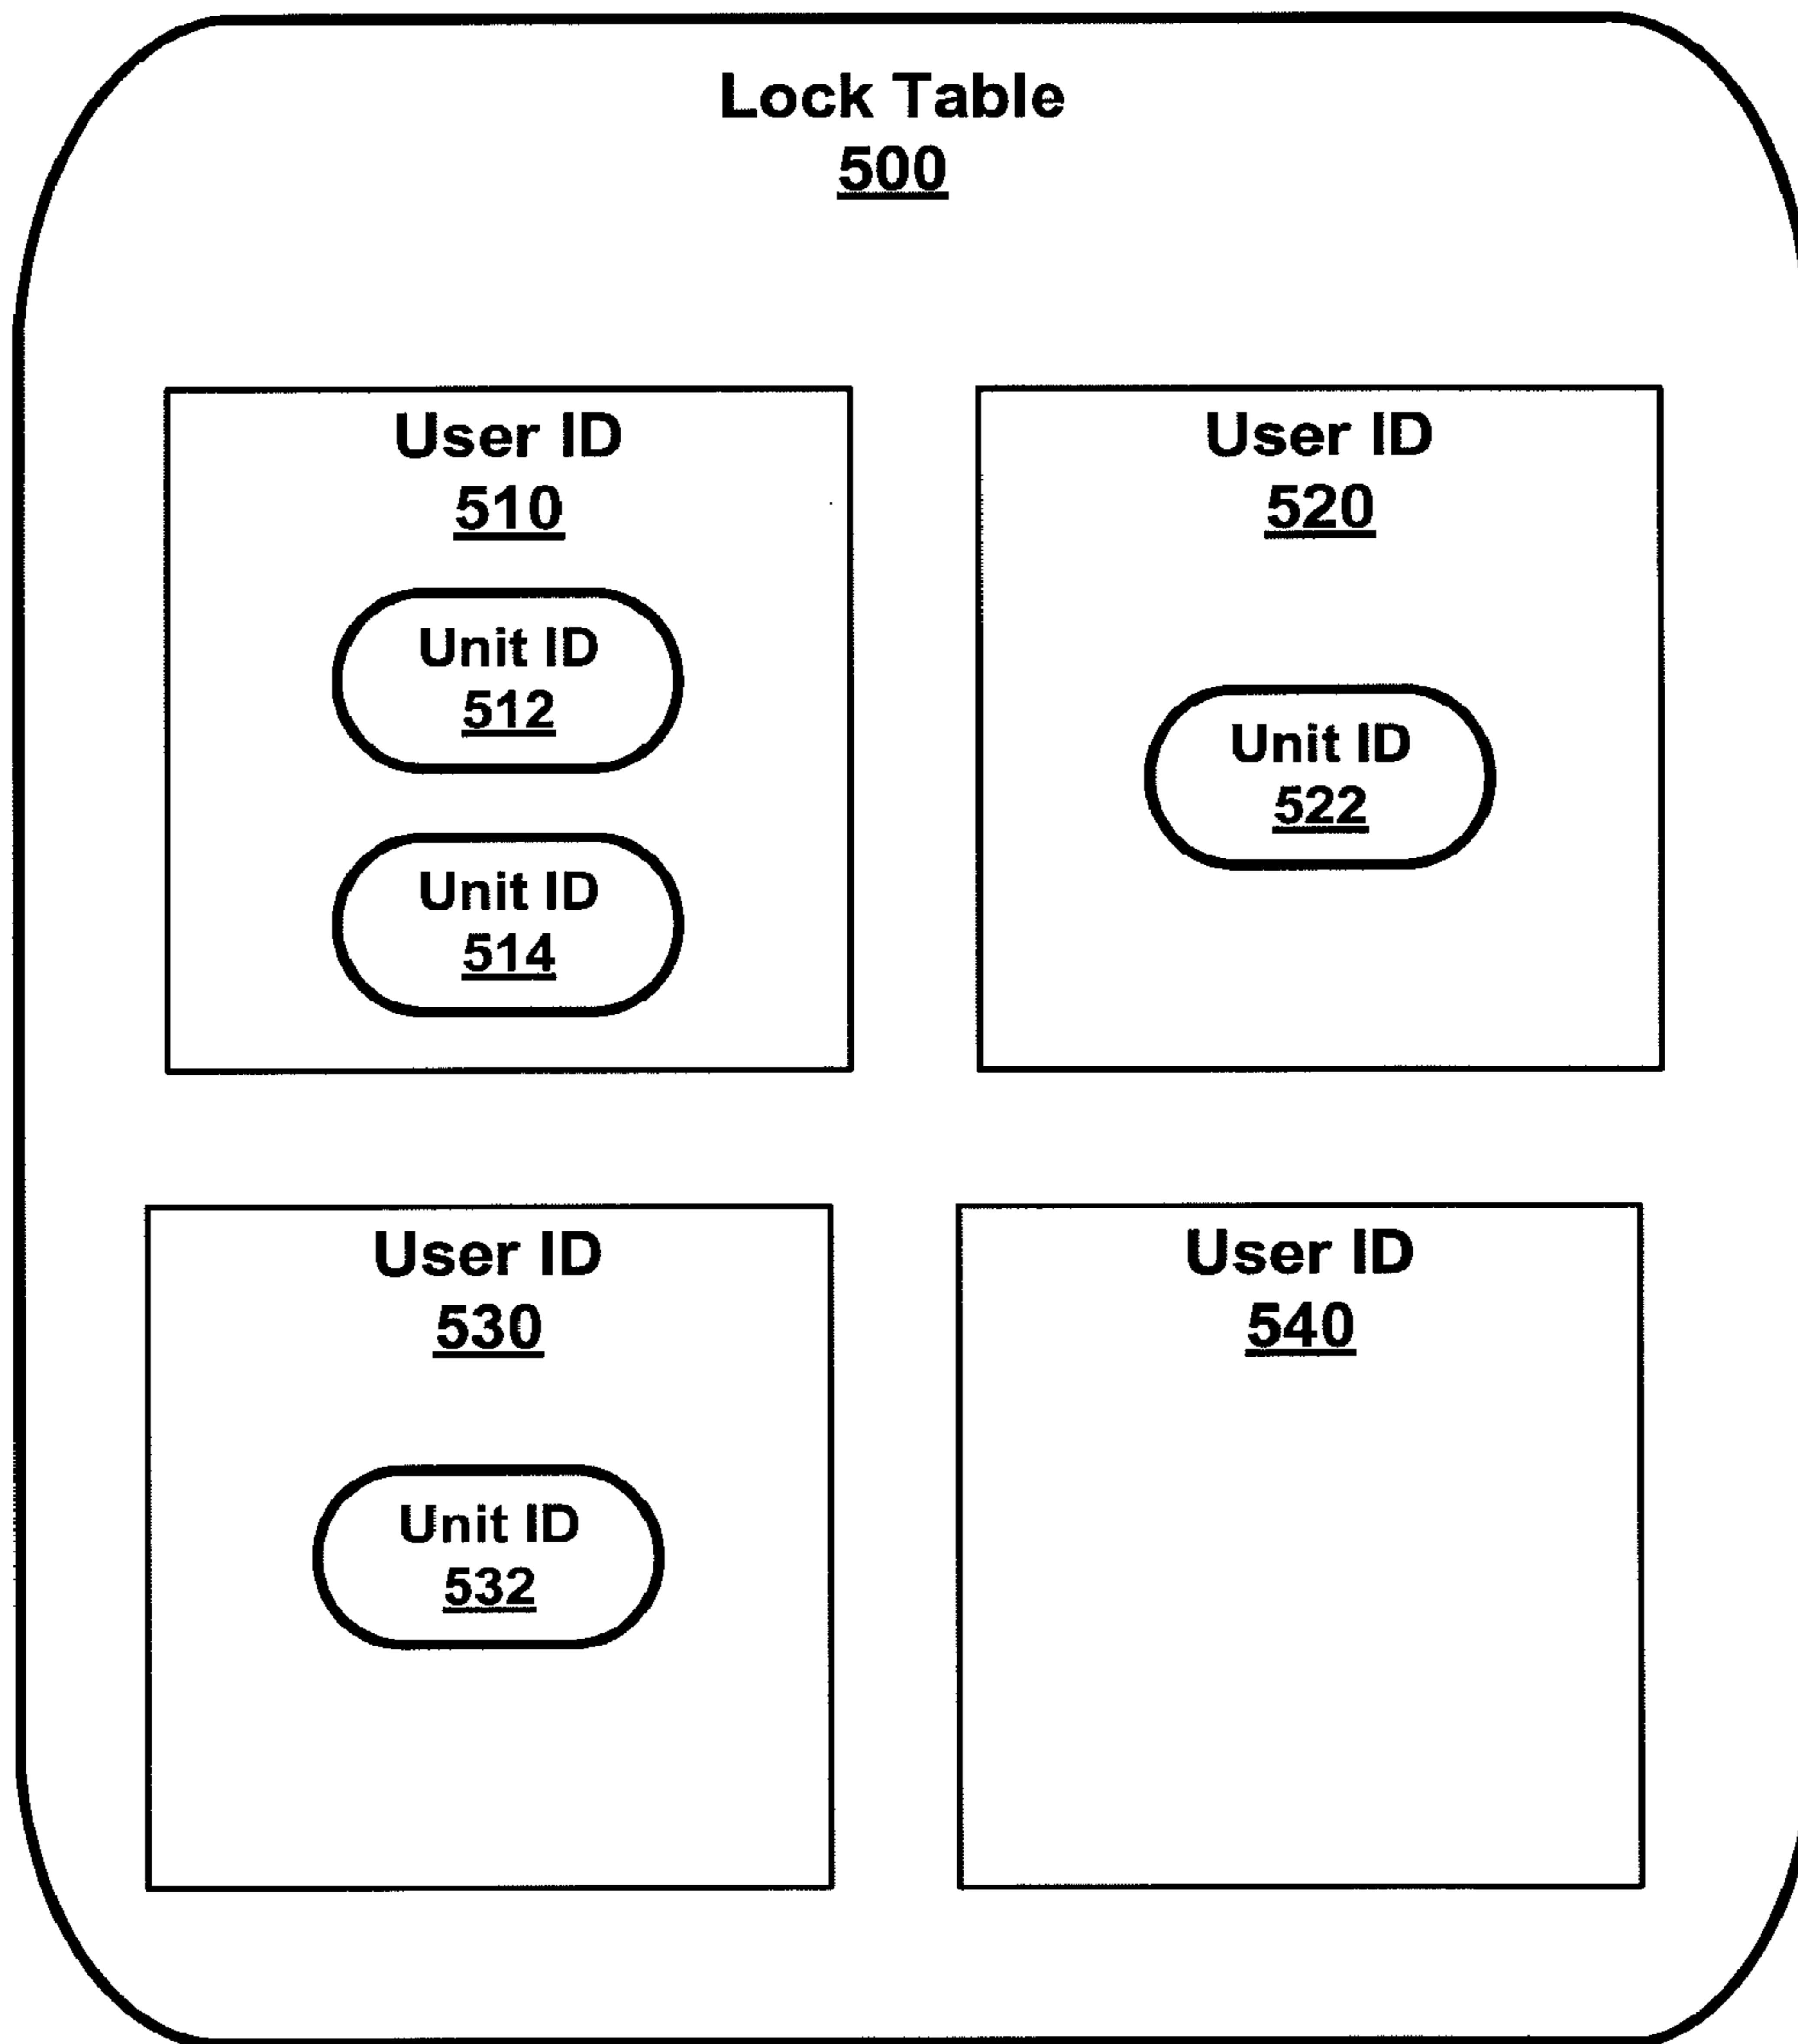 Lock Table
500
User ID
510
Unit ID
512
Unit ID
514
User ID
520
Unit ID
522
User ID
530
Unit ID
532
User ID
540